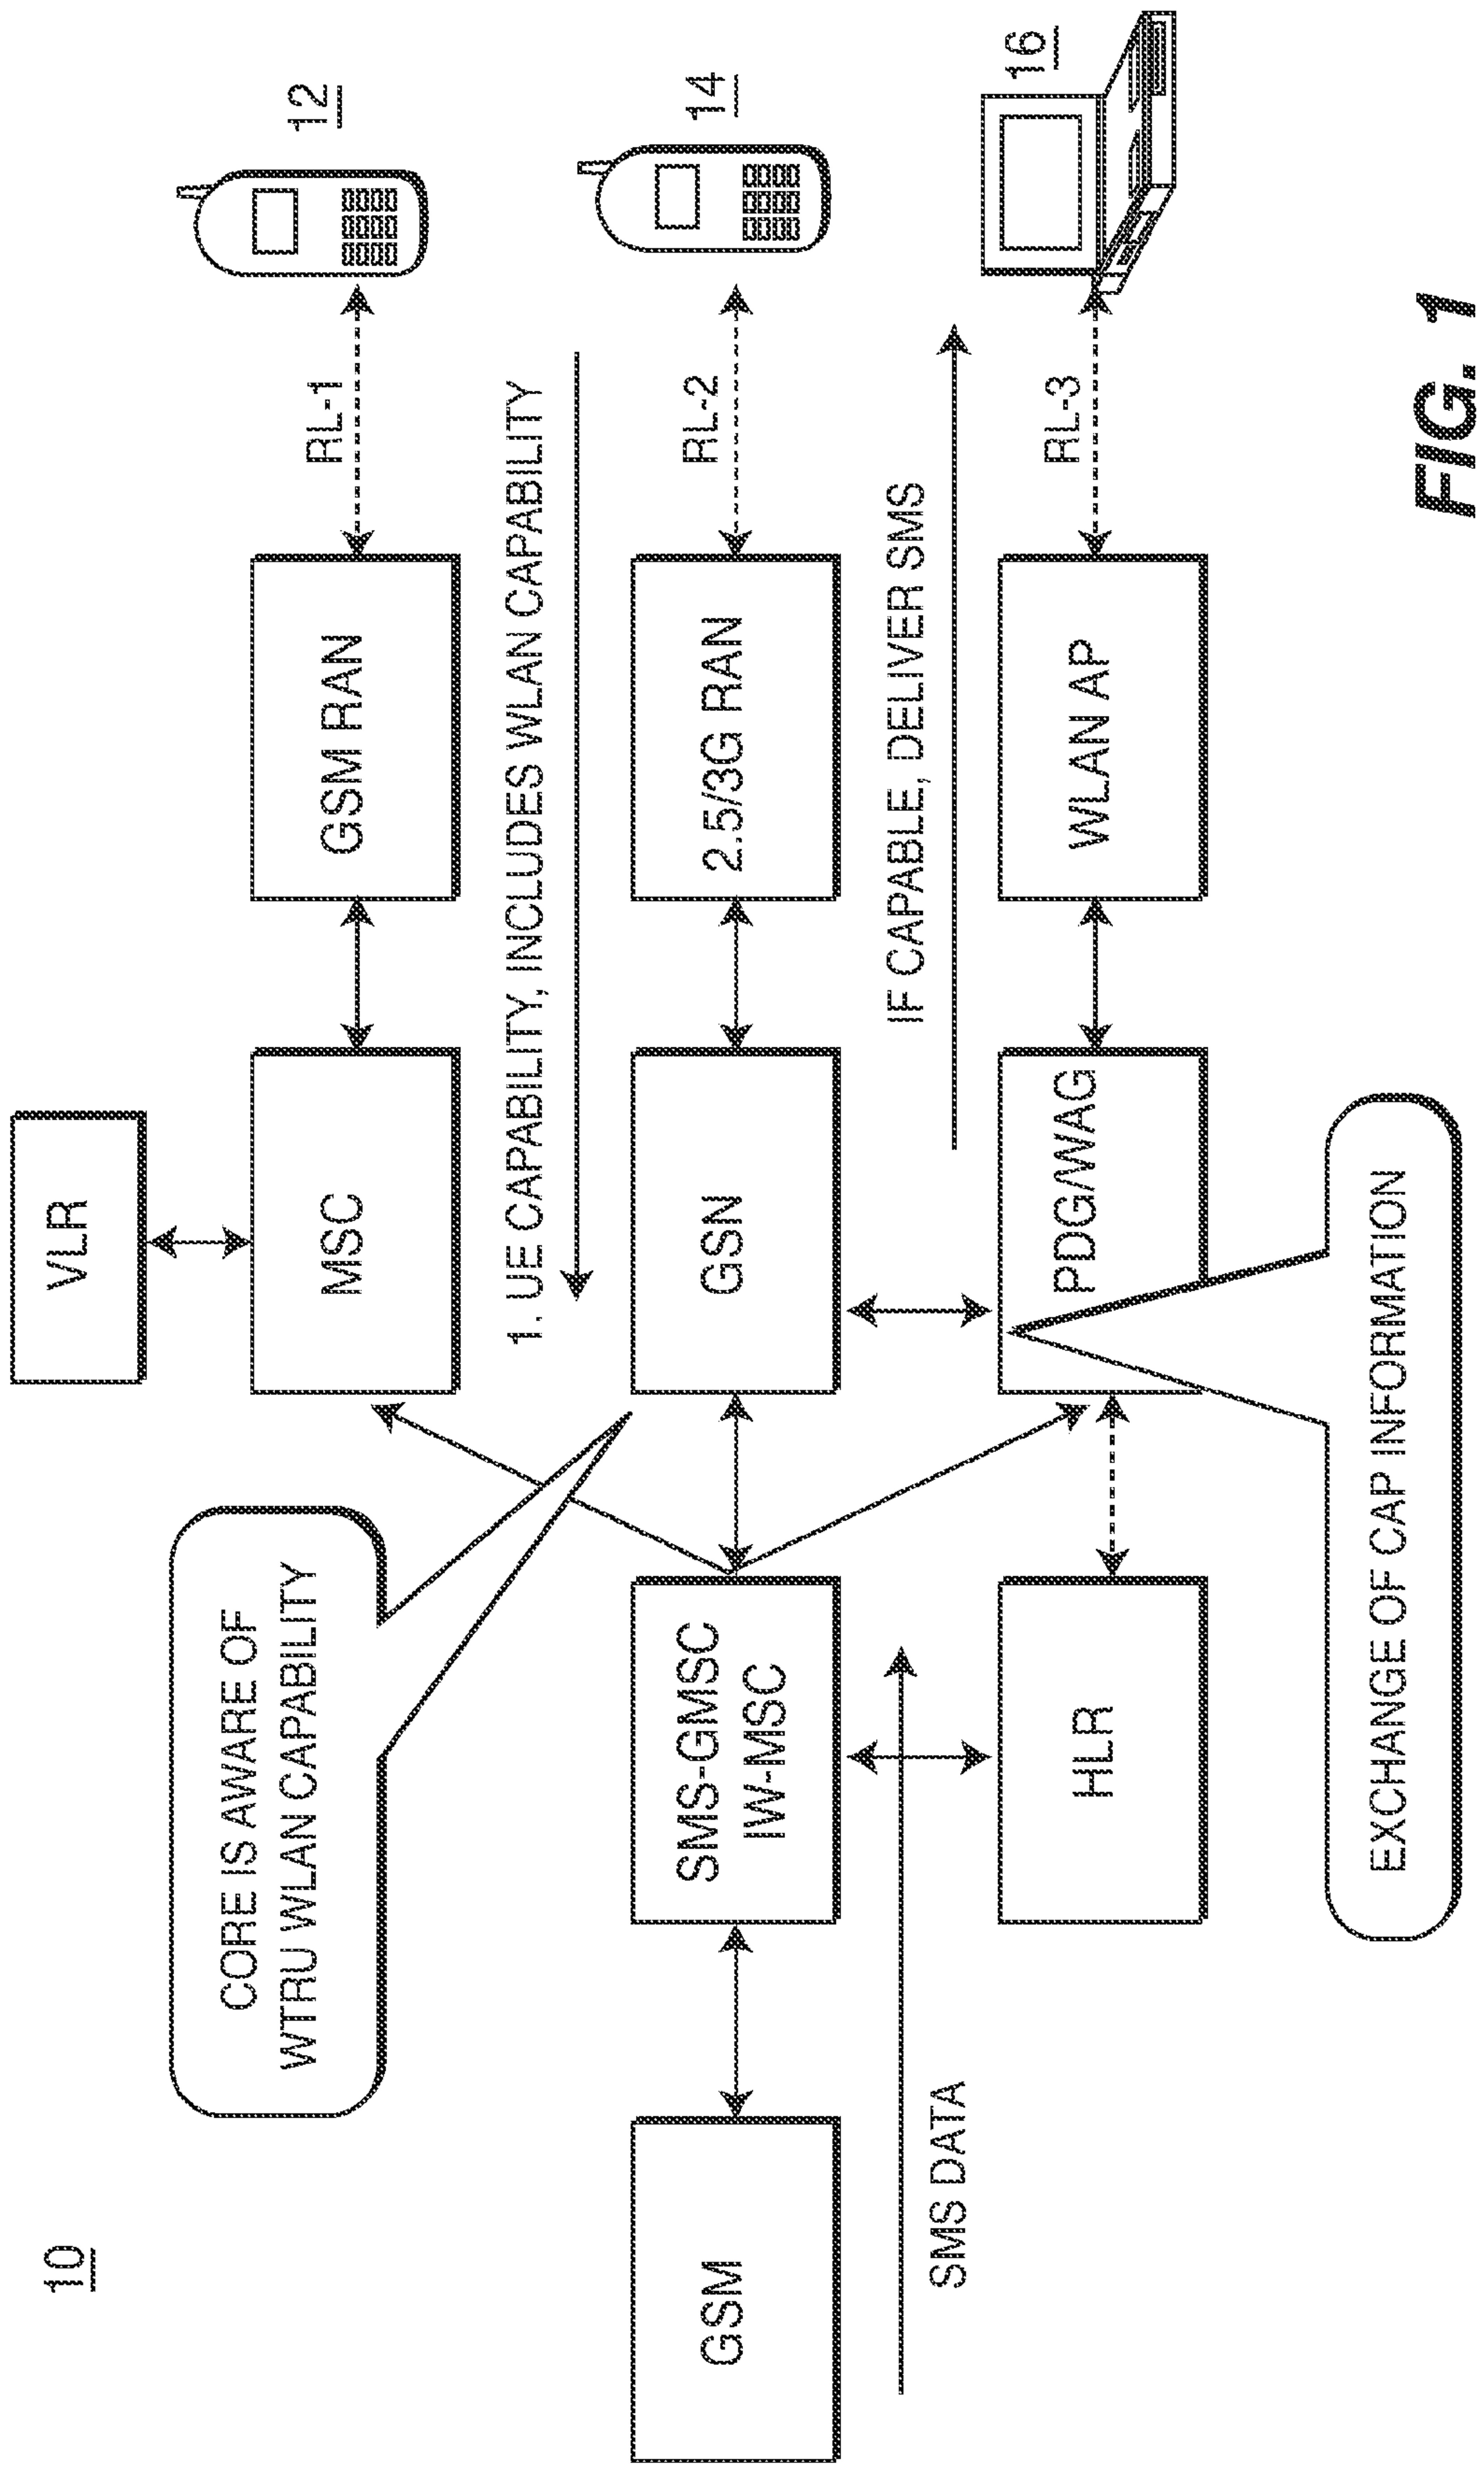 10
VLR
12
CORE IS AWARE OF
WTRU WLAN CAPABILITY
MSC
GSM RAN
RL-1
1. UE CAPABILITY, INCLUDES WLAN CAPABILITY
14
GSM
SMS-GMSC
IW-MSC
GSN
2.5/3G RAN
RL-2
SMS DATA
IF CAPABLE, DELIVER SMS
16
HLR
PDG/WAG
WLAN AP
RL-3
EXCHANGE OF CAP INFORMATION
FIG. 1